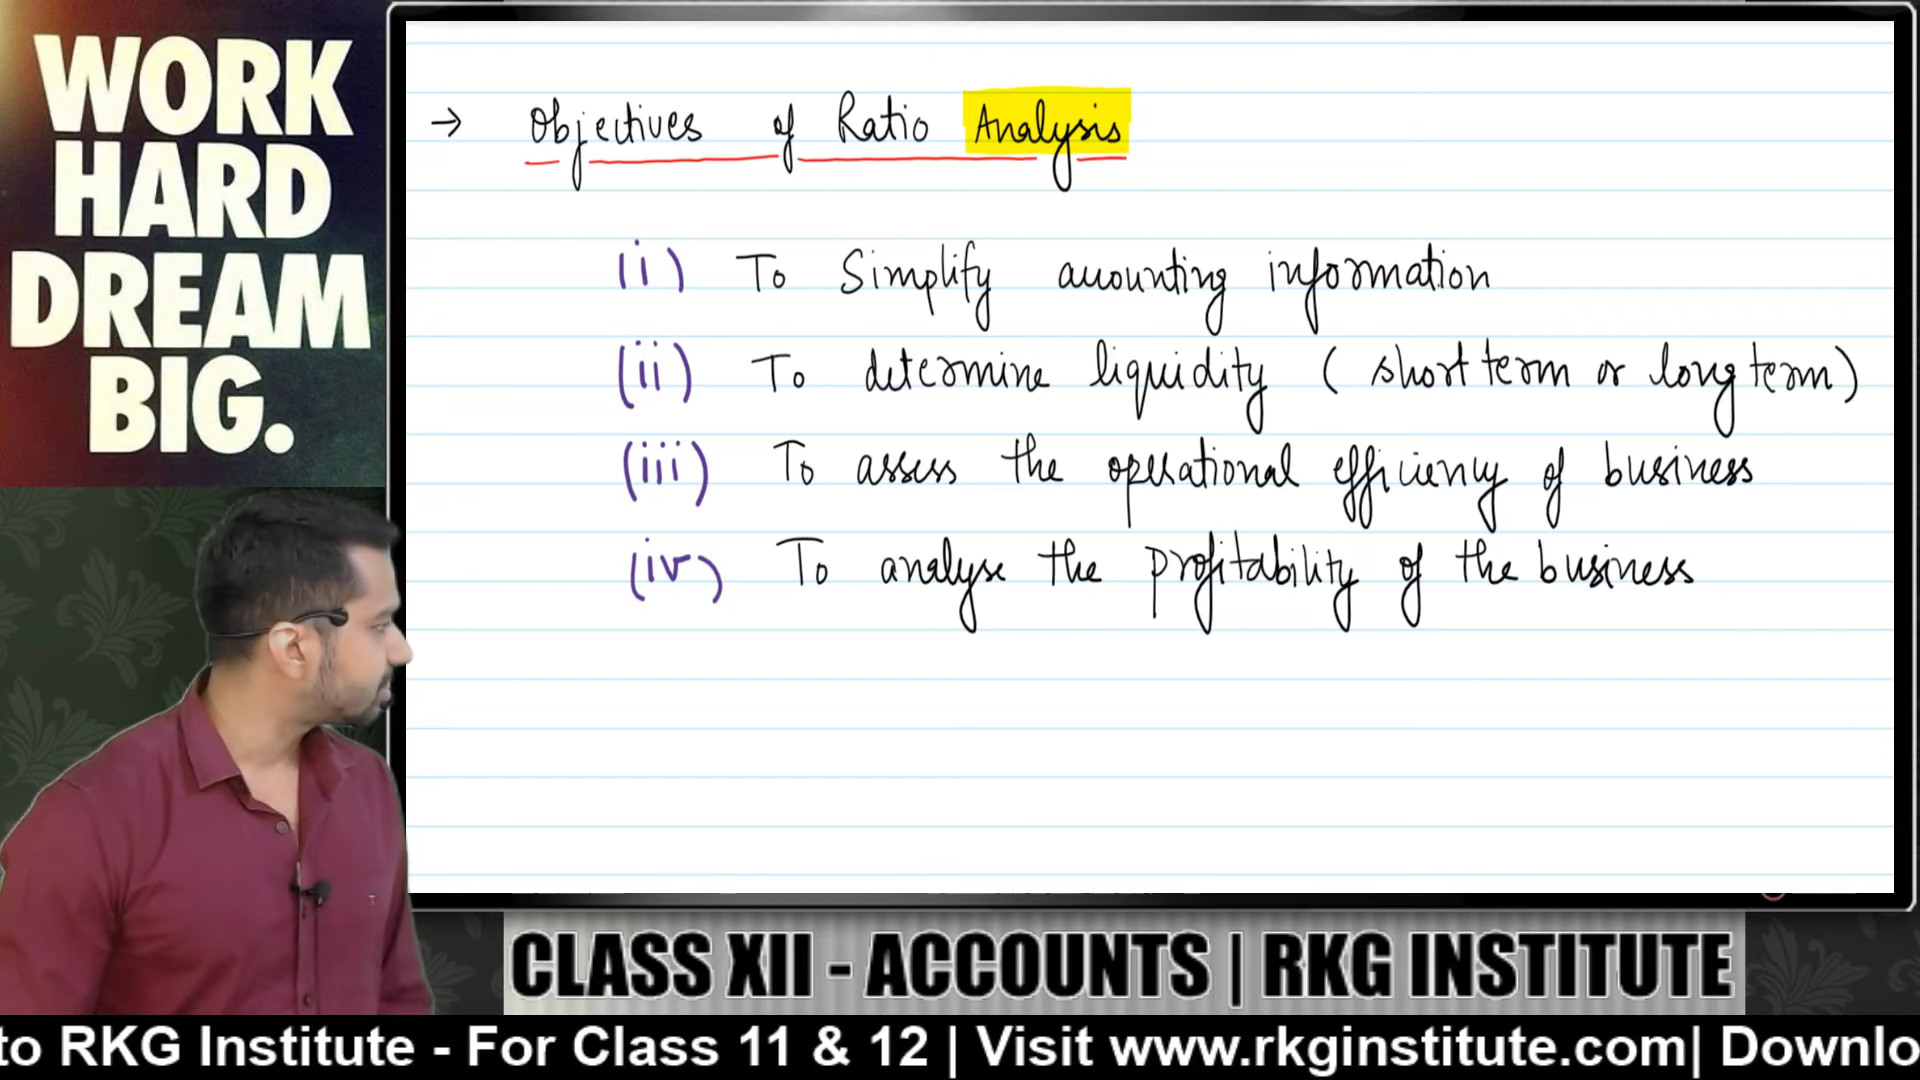 WORK
HARD
DREAM
BIG.
→ Objectives of Ratio Analysis
(i) To Simplify accounting information
(ii) To determine liquidity (short term or long term)
(iii) To assess the operational efficiency of business
(iv) To analyse the profitability of the business
CLASS XII - ACCOUNTS | RKG INSTITUTE
to RKG Institute - For Class 11 & 12 | Visit www.rkginstitute.com| Downlo